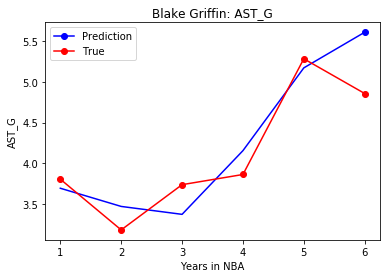 Blake Griffin: AST_G
Prediction
True
5.5
5.0
4.5
4.0
3.5
AST_G
1 2 3 4 5 6
Years in NBA